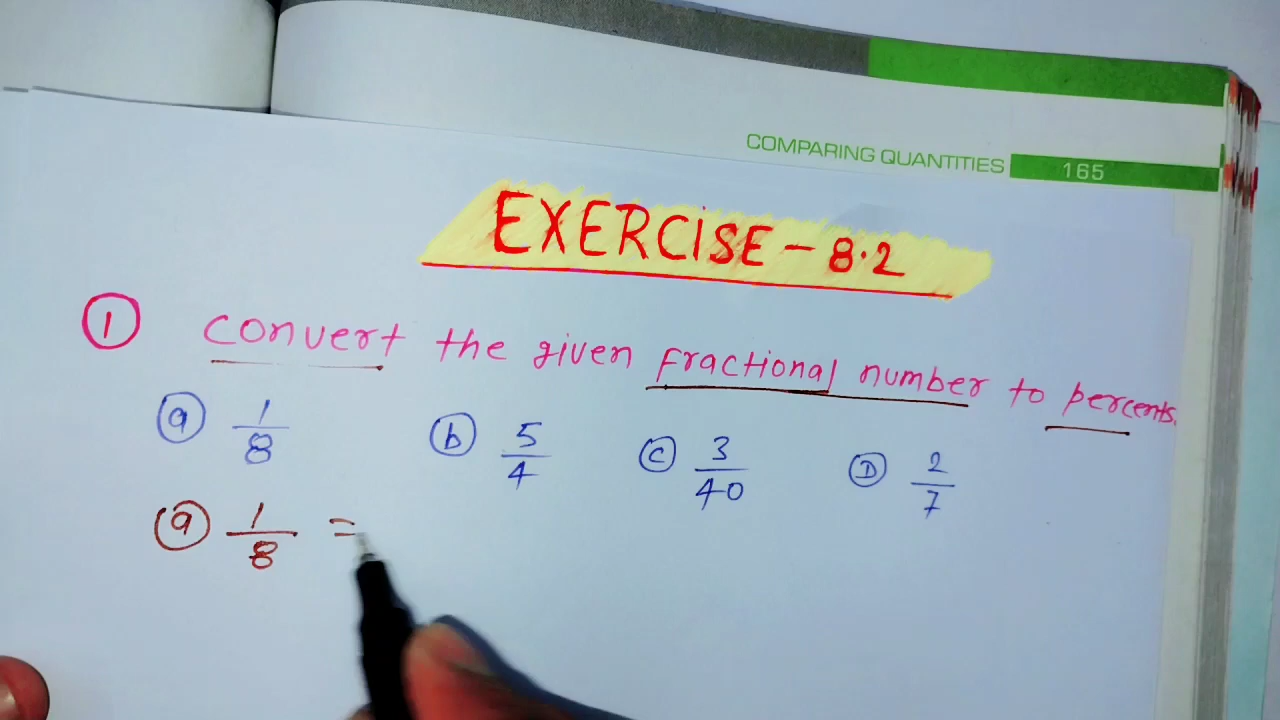 COMPARING QUANTITIES 165
EXERCISE - 8.2
1 convert the given Fractional number to percents.
a 1/8 b 5/4 c 3/40 D 2/7
a 1/8 =